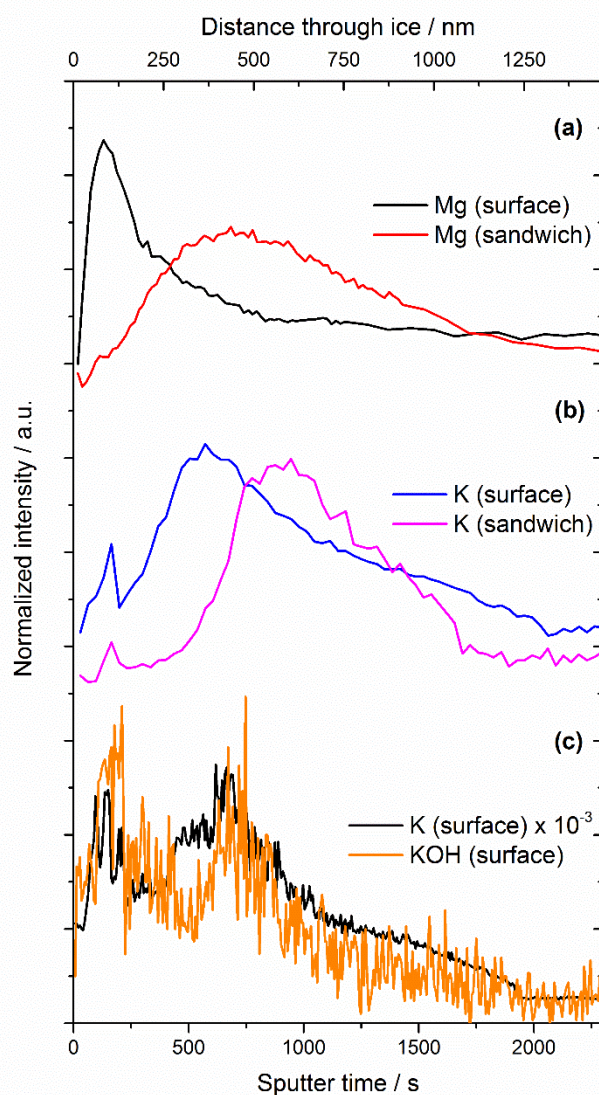 Distance through ice / nm
0 250 500 750 1000 1250
(a)
Mg (surface)
Mg (sandwich)
(b)
K (surface)
K (sandwich)
Normalized intensity / a.u.
(c)
K (surface) x 10⁻³
KOH (surface)
0 500 1000 1500 2000
Sputter time / s